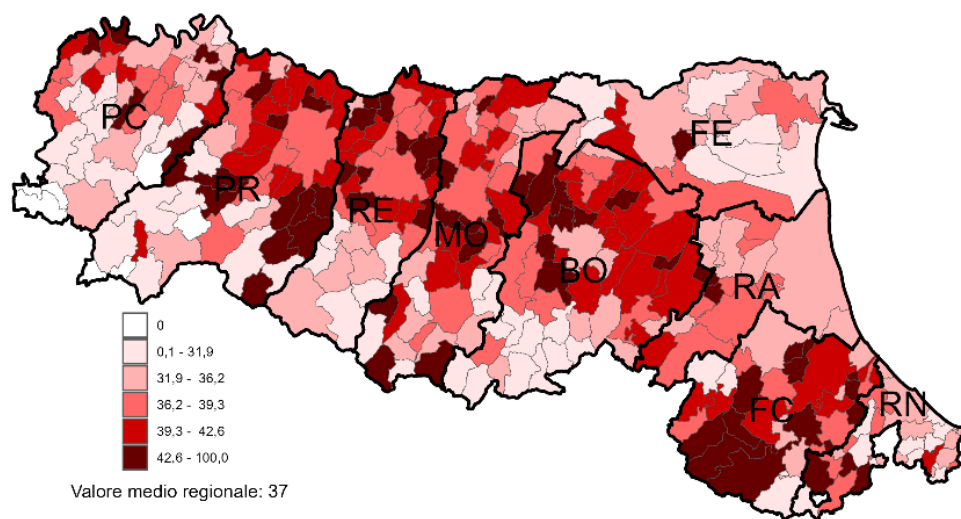 PC
PR
RE
MO
BO
FE
RA
FC
RN
0
0,1 - 31,9
31,9 - 36,2
36,2 - 39,3
39,3 - 42,6
42,6 - 100,0
Valore medio regionale: 37